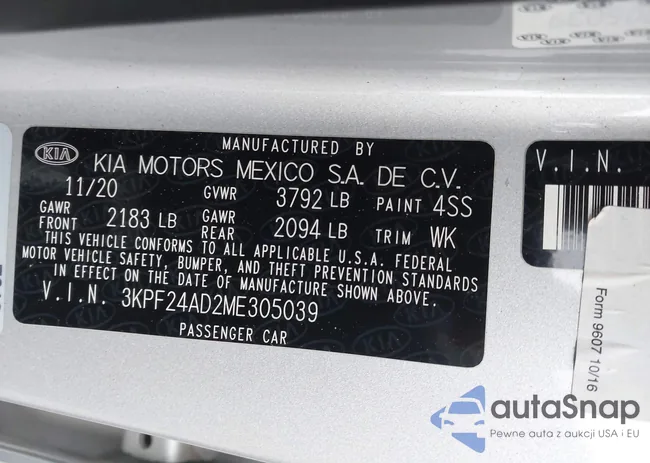 MANUFACTURED BY
KIA
KIA MOTORS MEXICO S.A. DE C.V.
11/20 GVWR 3792 LB PAINT 4SS
GAWR FRONT 2183 LB GAWR REAR 2094 LB TRIM WK
THIS VEHICLE CONFORMS TO ALL APPLICABLE U.S.A. FEDERAL
MOTOR VEHICLE SAFETY, BUMPER, AND THEFT PREVENTION STANDARDS
IN EFFECT ON THE DATE OF MANUFACTURE SHOWN ABOVE.
V.I.N. 3KPF24AD2ME305039
PASSENGER CAR
V.I.N.
Form 9607 10/16
autaSnap
Pewne auta z aukcji USA i EU